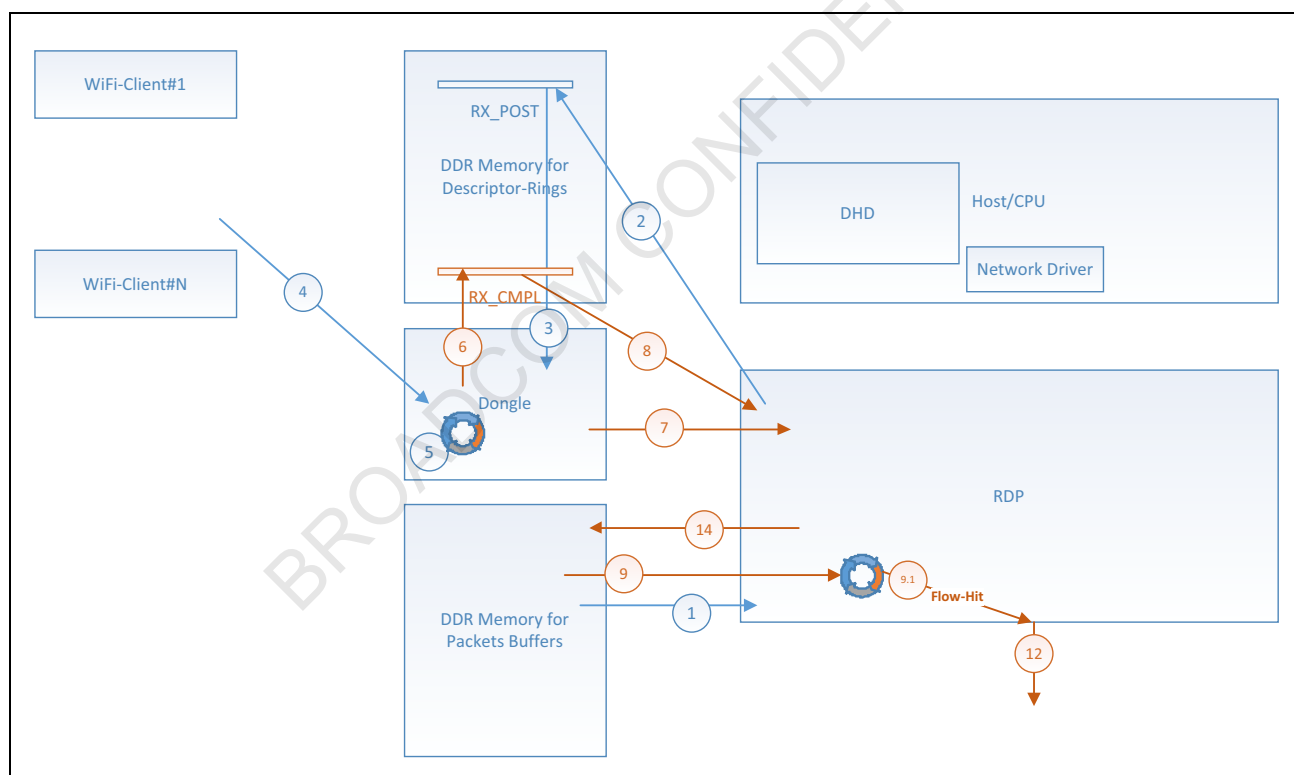 WiFi-Client#1
WiFi-Client#N
4
RX_POST
DDR Memory for
Descriptor-Rings
RX_CMPL
6
3
Dongle
5
2
8
7
DHD
Host/CPU
Network Driver
RDP
14
9
1
9.1
Flow-Hit
12
DDR Memory for
Packets Buffers